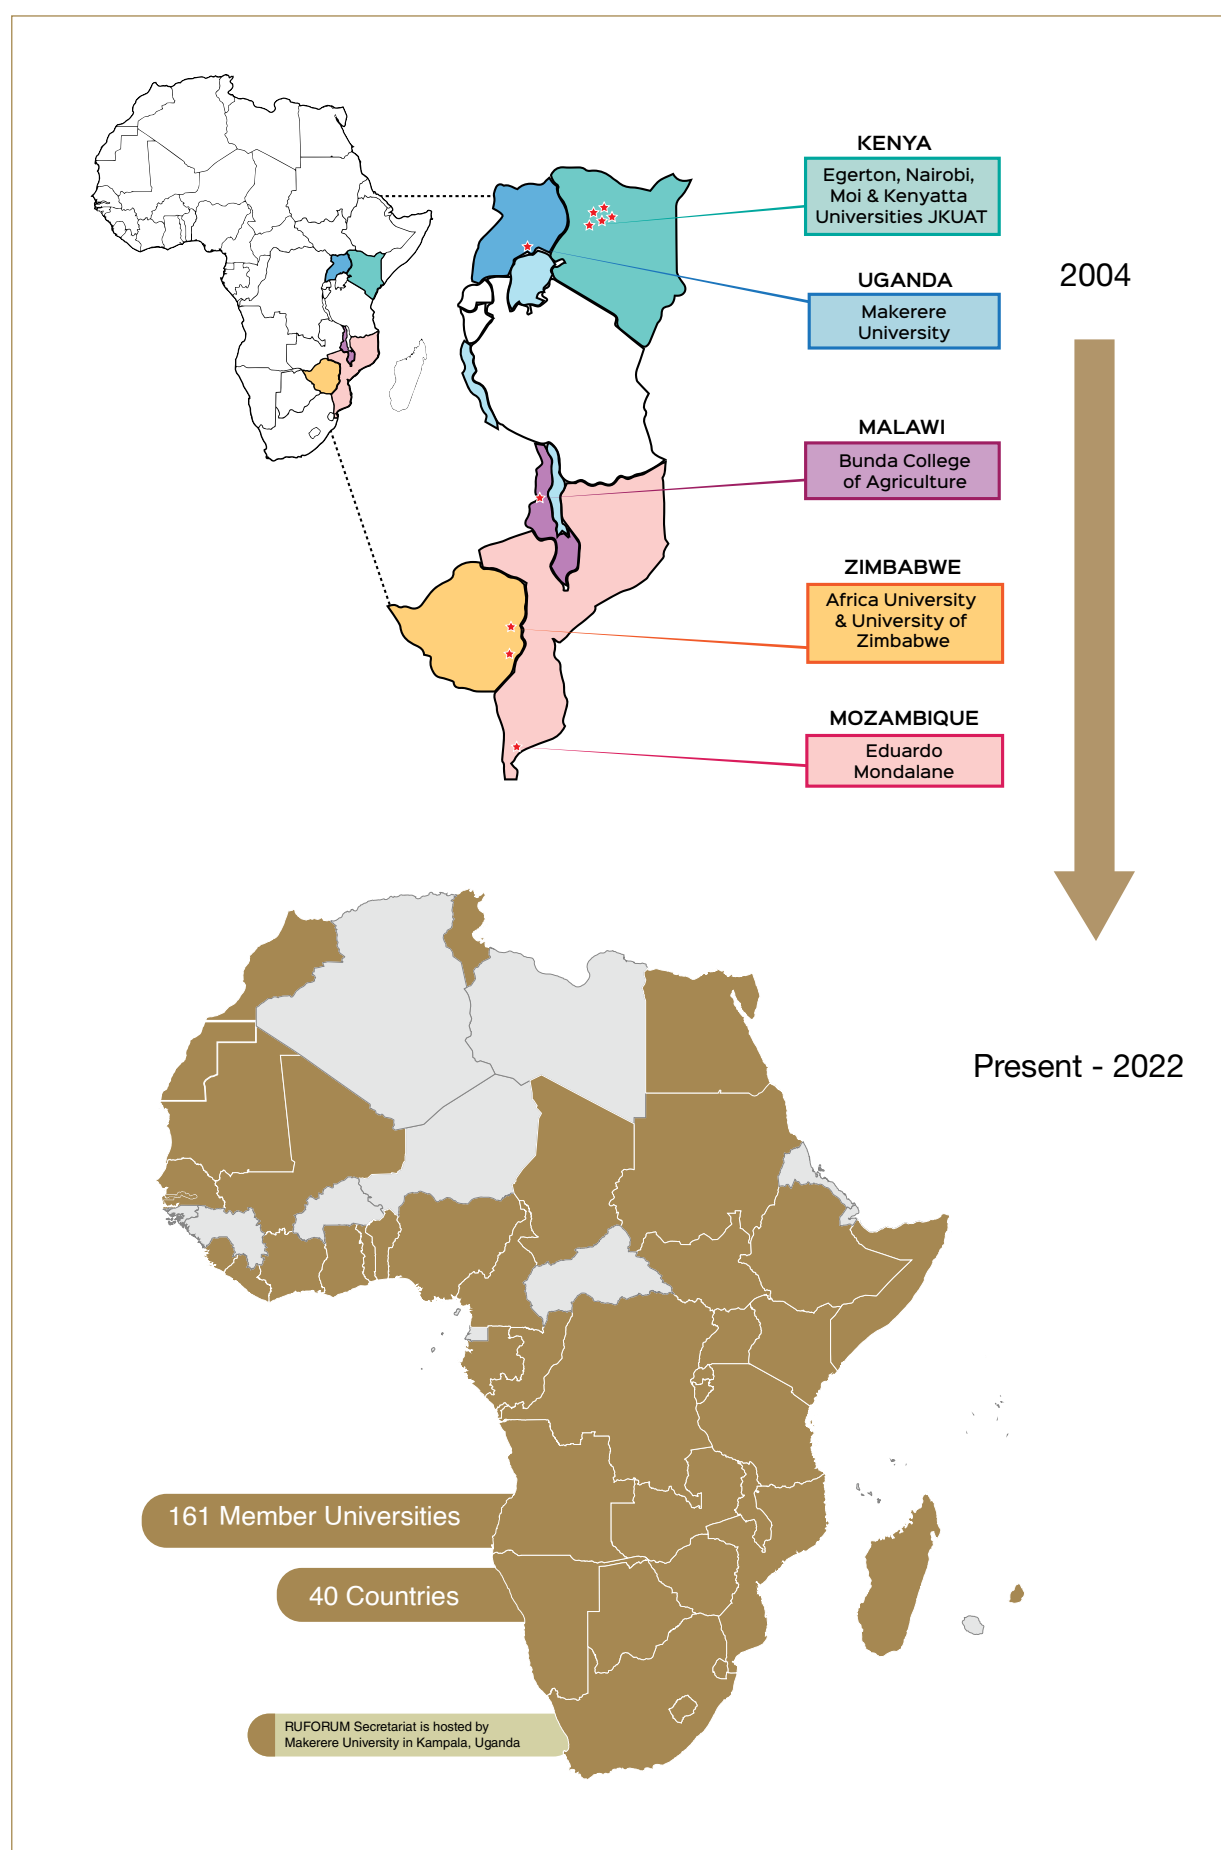 KENYA
Egerton, Nairobi,
Moi & Kenyatta
Universities JKUAT
2004
UGANDA
Makerere
University
MALAWI
Bunda College
of Agriculture
ZIMBABWE
Africa University
& University of
Zimbabwe
MOZAMBIQUE
Eduardo
Mondalane
Present - 2022
161 Member Universities
40 Countries
RUFORUM Secretariat is hosted by
Makerere University in Kampala, Uganda